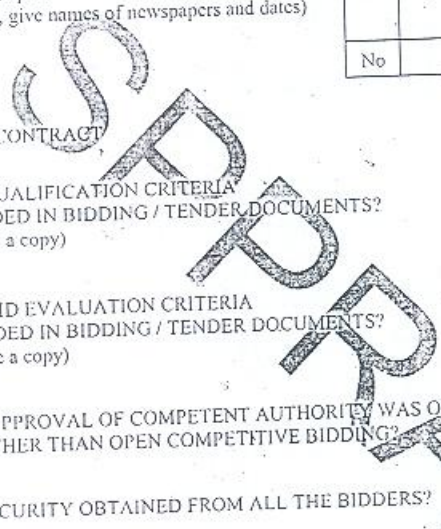 , give names of newspapers and dates)
No
CONTRACT
UALIFICATION CRITERIA
DED IN BIDDING / TENDER DOCUMENTS?
a copy)
ID EVALUATION CRITERIA
DED IN BIDDING / TENDER DOCUMENTS?
e a copy)
PPROVAL OF COMPETENT AUTHORITY WAS O
THER THAN OPEN COMPETITIVE BIDDING?
CURITY OBTAINED FROM ALL THE BIDDERS?
SPPRA